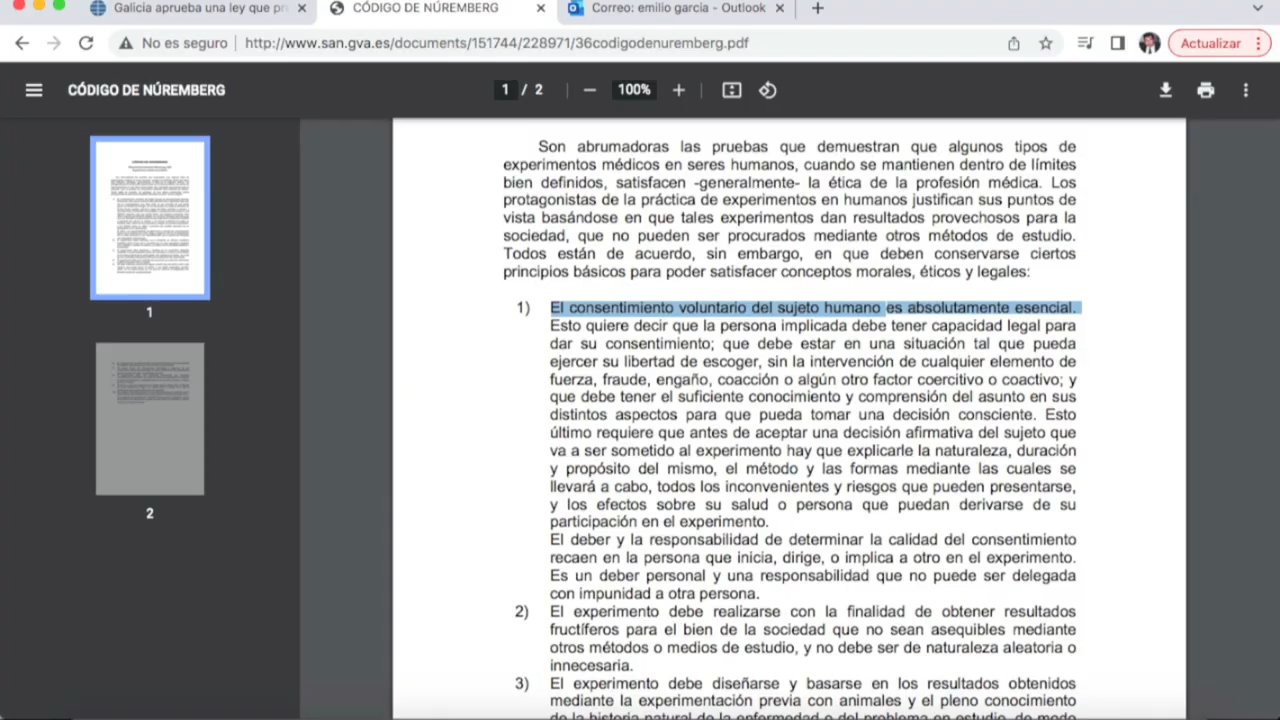 Galicia aprueba una ley que pr
CÓDIGO DE NÚREMBERG
Correo: emilio garcia - Outlook
No es seguro
http://www.san.gva.es/documents/151744/228971/36codigodenuremberg.pdf
Actualizar
CÓDIGO DE NÚREMBERG
1 / 2
100%
1
2
Son abrumadoras las pruebas que demuestran que algunos tipos de
experimentos médicos en seres humanos, cuando se mantienen dentro de límites
bien definidos, satisfacen -generalmente- la ética de la profesión médica. Los
protagonistas de la práctica de experimentos en humanos justifican sus puntos de
vista basándose en que tales experimentos dan resultados provechosos para la
sociedad, que no pueden ser procurados mediante otros métodos de estudio.
Todos están de acuerdo, sin embargo, en que deben conservarse ciertos
principios básicos para poder satisfacer conceptos morales, éticos y legales:
1) El consentimiento voluntario del sujeto humano es absolutamente esencial.
Esto quiere decir que la persona implicada debe tener capacidad legal para
dar su consentimiento; que debe estar en una situación tal que pueda
ejercer su libertad de escoger, sin la intervención de cualquier elemento de
fuerza, fraude, engaño, coacción o algún otro factor coercitivo o coactivo; y
que debe tener el suficiente conocimiento y comprensión del asunto en sus
distintos aspectos para que pueda tomar una decisión consciente. Esto
último requiere que antes de aceptar una decisión afirmativa del sujeto que
va a ser sometido al experimento hay que explicarle la naturaleza, duración
y propósito del mismo, el método y las formas mediante las cuales se
llevará a cabo, todos los inconvenientes y riesgos que pueden presentarse,
y los efectos sobre su salud o persona que puedan derivarse de su
participación en el experimento.
El deber y la responsabilidad de determinar la calidad del consentimiento
recaen en la persona que inicia, dirige, o implica a otro en el experimento.
Es un deber personal y una responsabilidad que no puede ser delegada
con impunidad a otra persona.
2) El experimento debe realizarse con la finalidad de obtener resultados
fructíferos para el bien de la sociedad que no sean asequibles mediante
otros métodos o medios de estudio, y no debe ser de naturaleza aleatoria o
innecesaria.
3) El experimento debe diseñarse y basarse en los resultados obtenidos
mediante la experimentación previa con animales y el pleno conocimiento
de la historia natural de la enfermedad o del problema en estudio, de modo